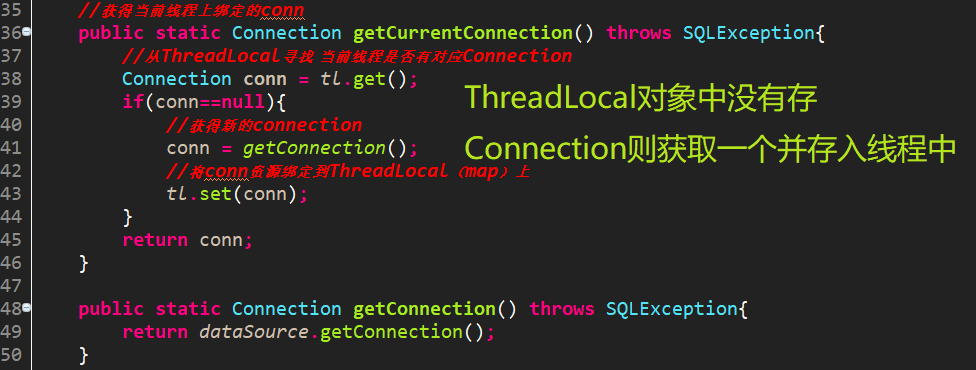 35 //获得当前线程上绑定的conn
36 public static Connection getCurrentConnection() throws SQLException{
37 //从ThreadLocal寻找 当前线程是否有对应Connection
38 Connection conn = tl.get();
39 if(conn==null){
40 //获得新的connection
41 conn = getConnection();
42 //将conn资源绑定到ThreadLocal（map）上
43 tl.set(conn);
44 }
45 return conn;
46 }
47
48 public static Connection getConnection() throws SQLException{
49 return dataSource.getConnection();
50 }
ThreadLocal对象中没有存
Connection则获取一个并存入线程中